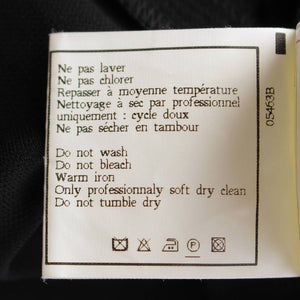 Ne pas laver
Ne pas chlorer
Repasser à moyenne température
Nettoyage à sec par professionnel
uniquement : cycle doux
Ne pas sécher en tambour
Do not wash
Do not bleach
Warm iron
Only professionnaly soft dry clean
Do not tumble dry
P
05463B